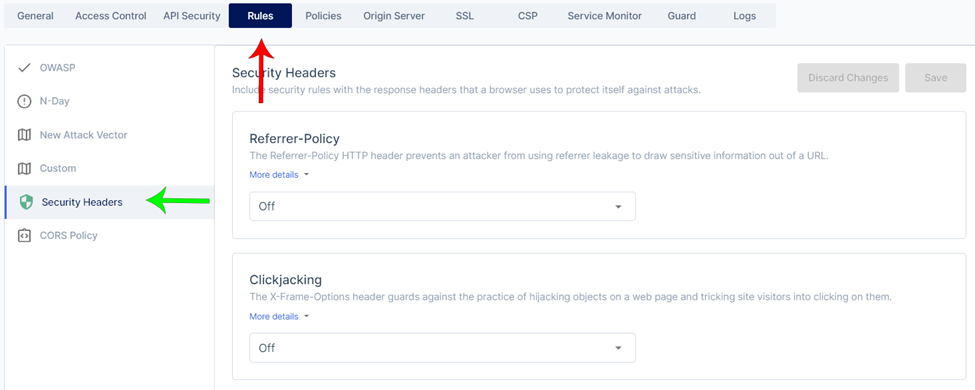 General Access Control API Security Rules Policies Origin Server SSL CSP Service Monitor Guard Logs
OWASP
N-Day
New Attack Vector
Custom
Security Headers
CORS Policy
Security Headers
Include security rules with the response headers that a browser uses to protect itself against attacks.
Discard Changes Save
Referrer-Policy
The Referrer-Policy HTTP header prevents an attacker from using referrer leakage to draw sensitive information out of a URL.
More details
Off
Clickjacking
The X-Frame-Options header guards against the practice of hijacking objects on a web page and tricking site visitors into clicking on them.
More details
Off